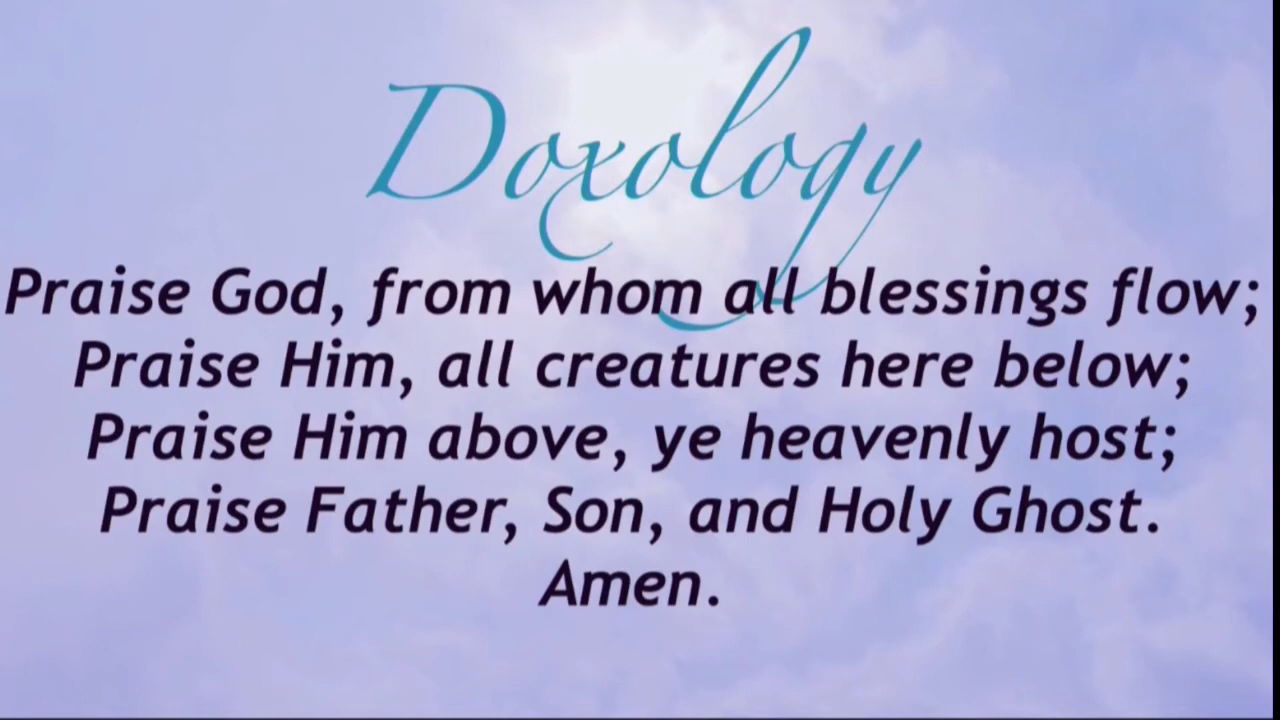 Doxology
Praise God, from whom all blessings flow;
Praise Him, all creatures here below;
Praise Him above, ye heavenly host;
Praise Father, Son, and Holy Ghost.
Amen.